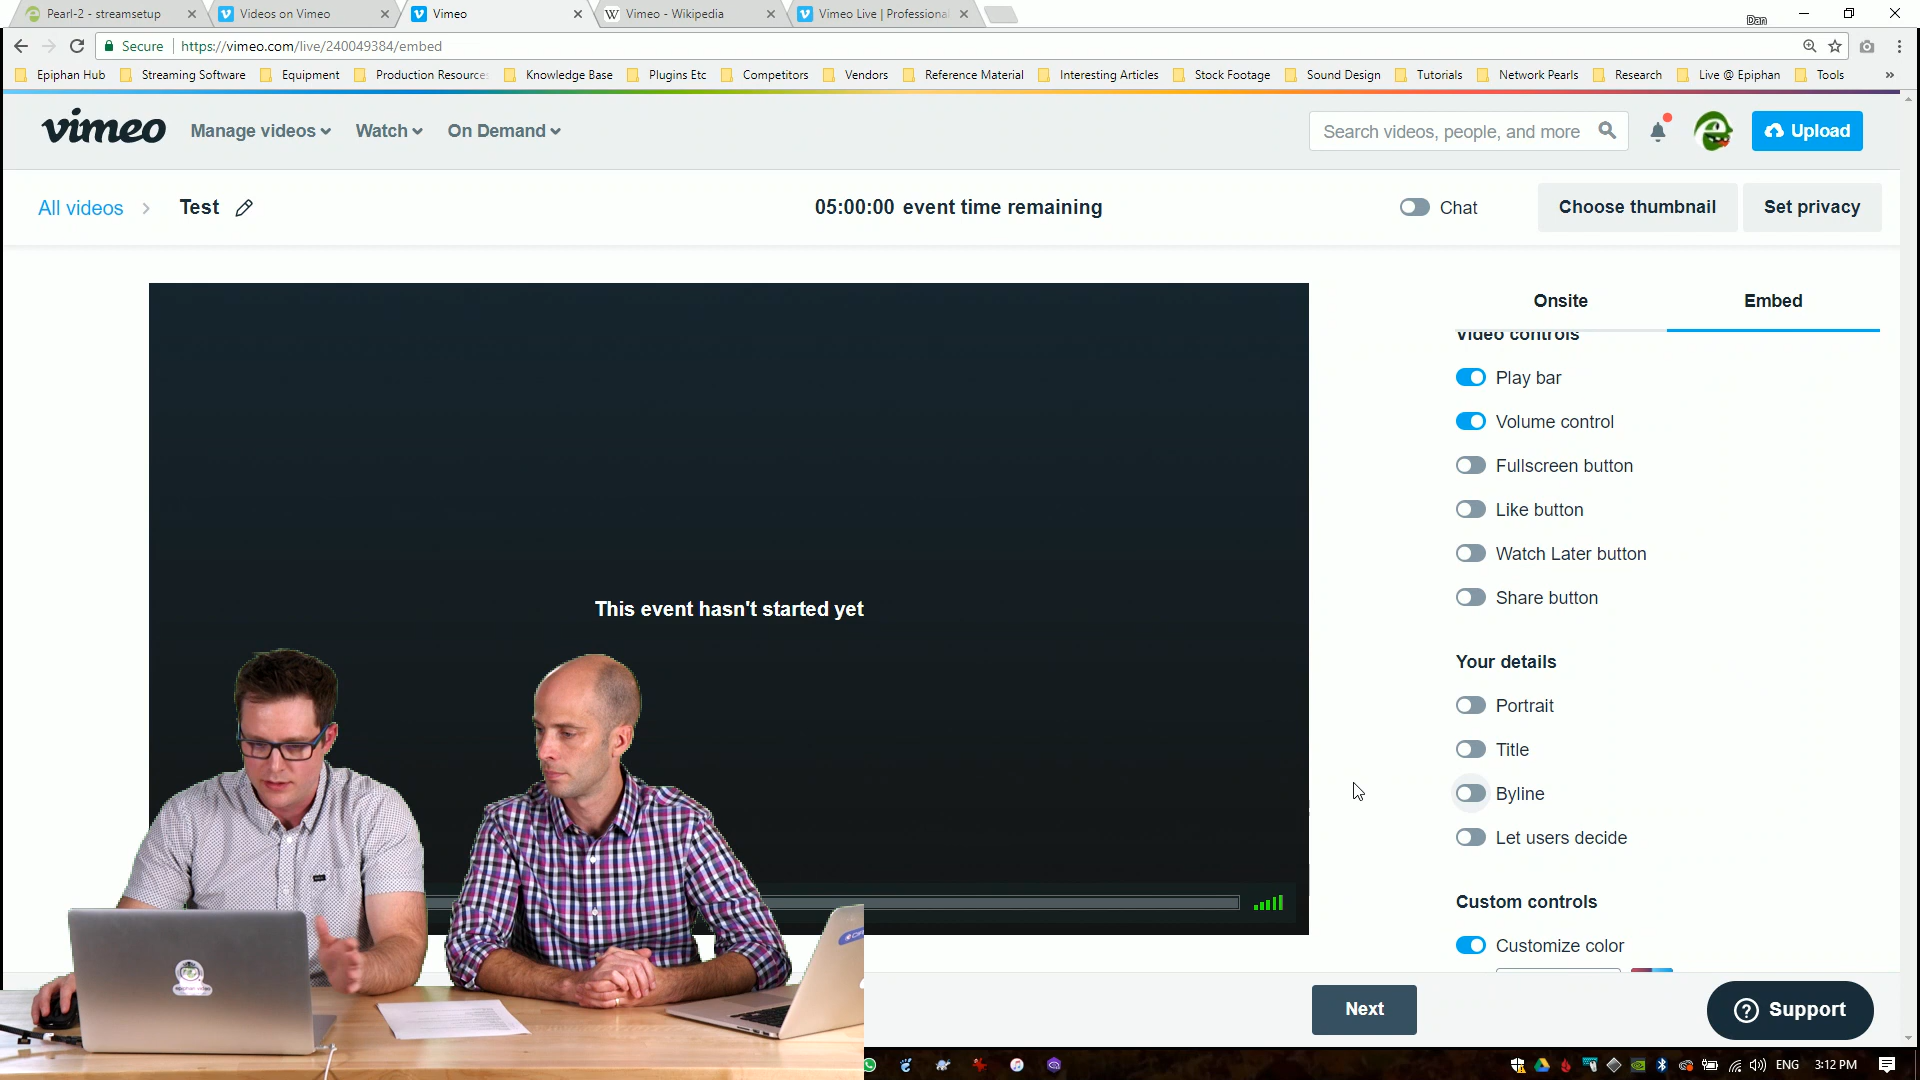 Pearl-2 - streamsetup
Videos on Vimeo
Vimeo
Vimeo - Wikipedia
Vimeo Live | Professional
Dan
Secure
https://vimeo.com/live/240049384/embed
Epiphan Hub
Streaming Software
Equipment
Production Resource
Knowledge Base
Plugins Etc
Competitors
Vendors
Reference Material
Interesting Articles
Stock Footage
Sound Design
Tutorials
Network Pearls
Research
Live @ Epiphan
Tools
»
vimeo
Manage videos
Watch
On Demand
Search videos, people, and more
Upload
All videos
Test
05:00:00 event time remaining
Chat
Choose thumbnail
Set privacy
Onsite
Embed
Video controls
Play bar
Volume control
Fullscreen button
Like button
Watch Later button
Share button
This event hasn't started yet
Your details
Portrait
Title
Byline
Let users decide
Custom controls
Customize color
Next
Support
ENG
3:12 PM